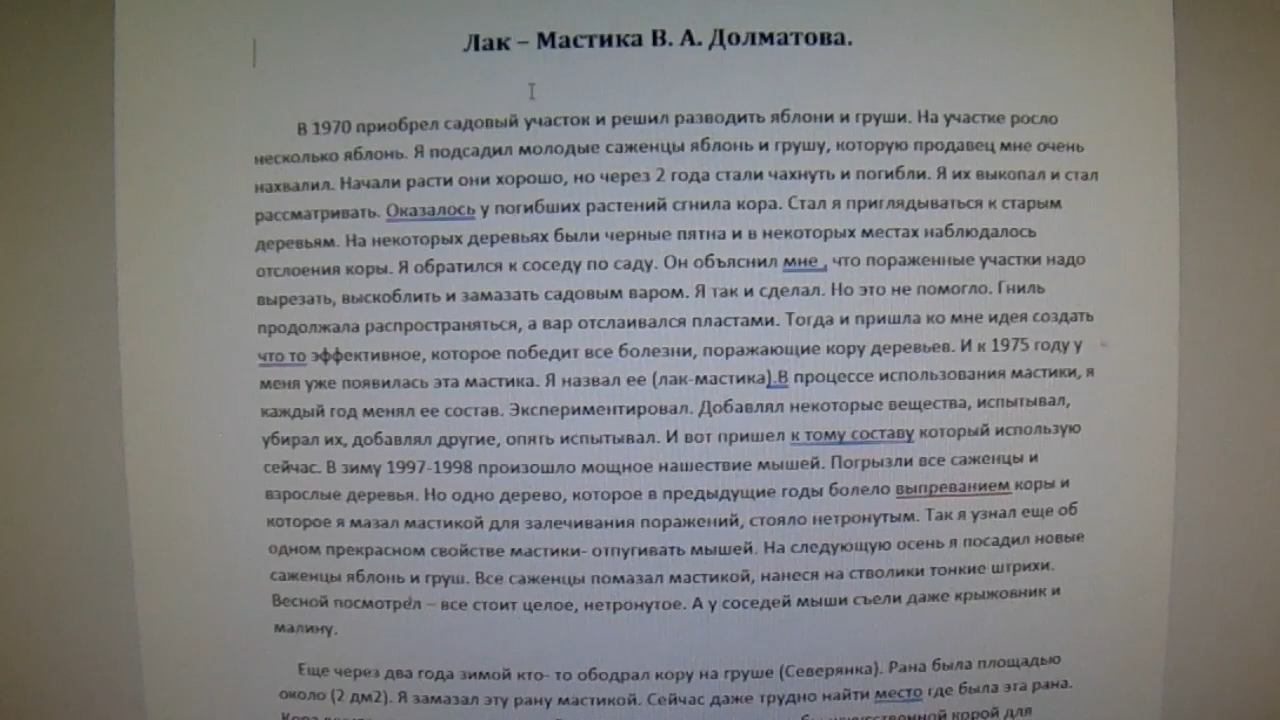 Лак – Мастика В. А. Долматова.
В 1970 приобрел садовый участок и решил разводить яблони и груши. На участке росло
несколько яблонь. Я подсадил молодые саженцы яблонь и грушу, которую продавец мне очень
нахвалил. Начали расти они хорошо, но через 2 года стали чахнуть и погибли. Я их выкопал и стал
рассматривать. Оказалось у погибших растений сгнила кора. Стал я приглядываться к старым
деревьям. На некоторых деревьях были черные пятна и в некоторых местах наблюдалось
отслоения коры. Я обратился к соседу по саду. Он объяснил мне , что пораженные участки надо
вырезать, выскоблить и замазать садовым варом. Я так и сделал. Но это не помогло. Гниль
продолжала распространяться, а вар отслаивался пластами. Тогда и пришла ко мне идея создать
что то эффективное, которое победит все болезни, поражающие кору деревьев. И к 1975 году у
меня уже появилась эта мастика. Я назвал ее (лак-мастика).В процессе использования мастики, я
каждый год менял ее состав. Экспериментировал. Добавлял некоторые вещества, испытывал,
убирал их, добавлял другие, опять испытывал. И вот пришел к тому составу который использую
сейчас. В зиму 1997-1998 произошло мощное нашествие мышей. Погрызли все саженцы и
взрослые деревья. Но одно дерево, которое в предыдущие годы болело выпреванием коры и
которое я мазал мастикой для залечивания поражений, стояло нетронутым. Так я узнал еще об
одном прекрасном свойстве мастики- отпугивать мышей. На следующую осень я посадил новые
саженцы яблонь и груш. Все саженцы помазал мастикой, нанеся на стволики тонкие штрихи.
Весной посмотрел – все стоит целое, нетронутое. А у соседей мыши съели даже крыжовник и
малину.
Еще через два года зимой кто- то ободрал кору на груше (Северянка). Рана была площадью
около (2 дм2). Я замазал эту рану мастикой. Сейчас даже трудно найти место где была эта рана.
корой для